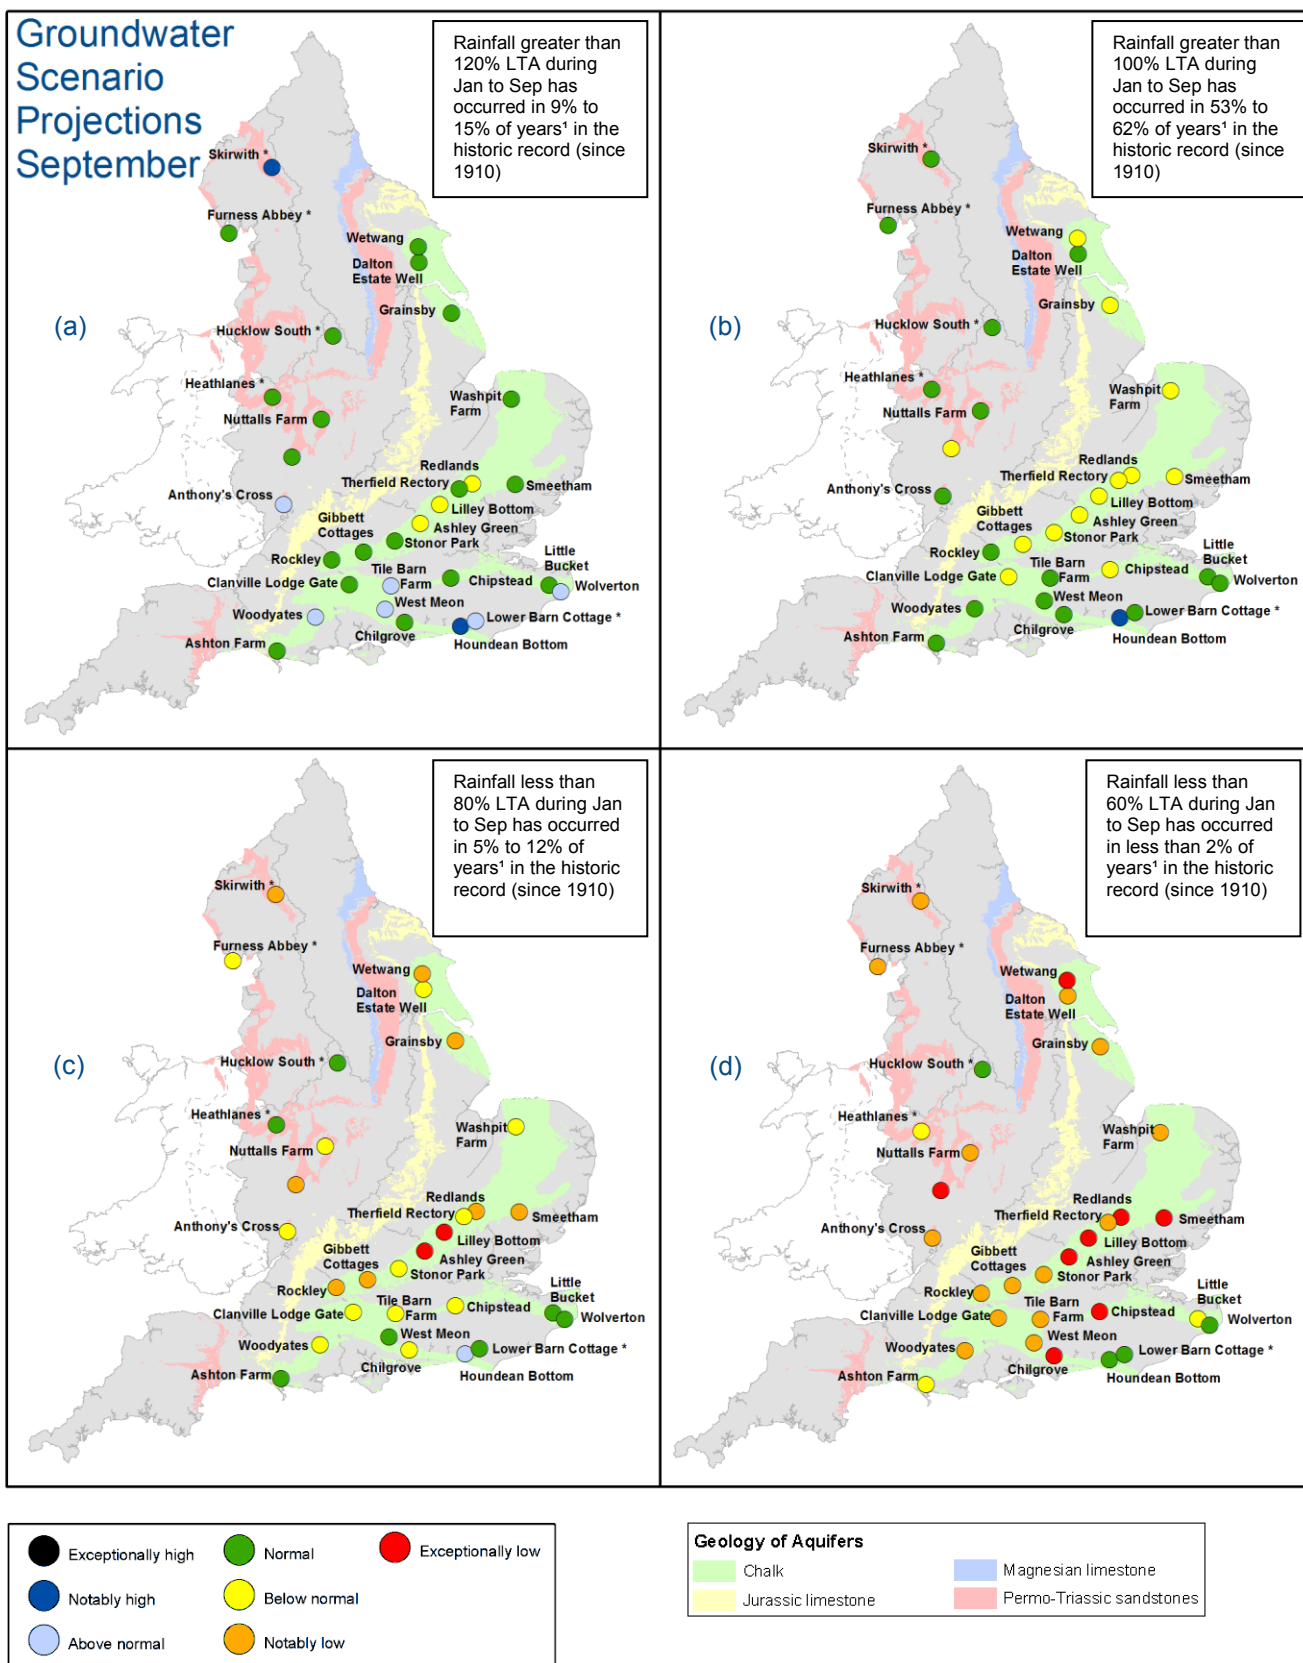 Groundwater
Scenario
Projections
September
Rainfall greater than
120% LTA during
Jan to Sep has
occurred in 9% to
15% of years¹ in the
historic record (since
1910)
Skirwith *
Furness Abbey *
Wetwang
Dalton
Estate Well
Grainsby
(a)
Hucklow South *
Heathlanes *
Nuttalls Farm
Washpit
Farm
Redlands
Therfield Rectory
Smeetham
Anthony's Cross
Lilley Bottom
Gibbett
Cottages
Ashley Green
Stonor Park
Rockley
Little
Bucket
Tile Barn
Farm
Clanville Lodge Gate
Chipstead
Wolverton
West Meon
Woodyates
Lower Barn Cottage *
Chilgrove
Ashton Farm
Houndean Bottom
Rainfall greater than
100% LTA during
Jan to Sep has
occurred in 53% to
62% of years¹ in the
historic record (since
1910)
Skirwith *
Furness Abbey *
Wetwang
Dalton
Estate Well
Grainsby
(b)
Hucklow South *
Heathlanes *
Nuttalls Farm
Washpit
Farm
Redlands
Therfield Rectory
Smeetham
Anthony's Cross
Lilley Bottom
Gibbett
Cottages
Ashley Green
Stonor Park
Rockley
Little
Bucket
Tile Barn
Farm
Clanville Lodge Gate
Chipstead
Wolverton
West Meon
Woodyates
Lower Barn Cottage *
Chilgrove
Ashton Farm
Houndean Bottom
Rainfall less than
80% LTA during Jan
to Sep has occurred
in 5% to 12% of
years¹ in the historic
record (since 1910)
Skirwith *
Furness Abbey *
Wetwang
Dalton
Estate Well
Grainsby
(c)
Hucklow South *
Heathlanes *
Nuttalls Farm
Washpit
Farm
Redlands
Therfield Rectory
Smeetham
Anthony's Cross
Lilley Bottom
Gibbett
Cottages
Ashley Green
Stonor Park
Rockley
Little
Bucket
Tile Barn
Farm
Clanville Lodge Gate
Chipstead
Wolverton
West Meon
Woodyates
Lower Barn Cottage *
Chilgrove
Ashton Farm
Houndean Bottom
Rainfall less than
60% LTA during Jan
to Sep has occurred
in less than 2% of
years¹ in the historic
record (since 1910)
Skirwith *
Furness Abbey *
Wetwang
Dalton
Estate Well
Grainsby
(d)
Hucklow South *
Heathlanes *
Nuttalls Farm
Washpit
Farm
Redlands
Therfield Rectory
Smeetham
Anthony's Cross
Lilley Bottom
Gibbett
Cottages
Ashley Green
Stonor Park
Rockley
Little
Bucket
Tile Barn
Farm
Clanville Lodge Gate
Chipstead
Wolverton
West Meon
Woodyates
Lower Barn Cottage *
Chilgrove
Ashton Farm
Houndean Bottom
Exceptionally high
Normal
Exceptionally low
Notably high
Below normal
Above normal
Notably low
Geology of Aquifers
Chalk
Magnesian limestone
Jurassic limestone
Permo-Triassic sandstones